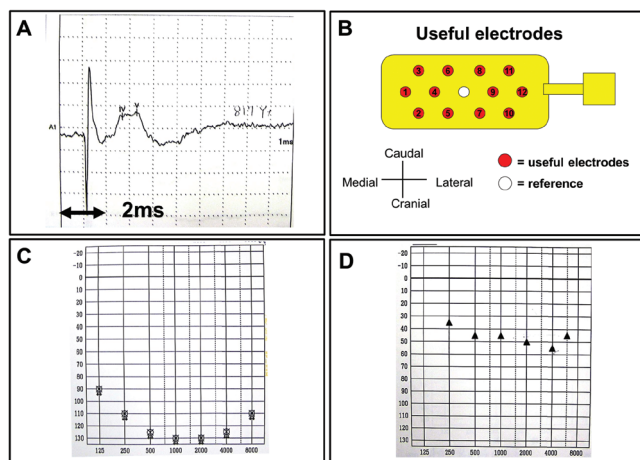 A
IV V
A1
1ms
2ms
B
Useful electrodes
3 6 8 11
1 4 9 12
2 5 7 10
Caudal
Medial Lateral
Cranial
= useful electrodes
= reference
C
-20
-10
0
10
20
30
40
50
60
70
80
90
100
110
120
130
125 250 500 1000 2000 4000 8000
D
-20
-10
0
10
20
30
40
50
60
70
80
90
100
110
120
130
125 250 500 1000 2000 4000 8000